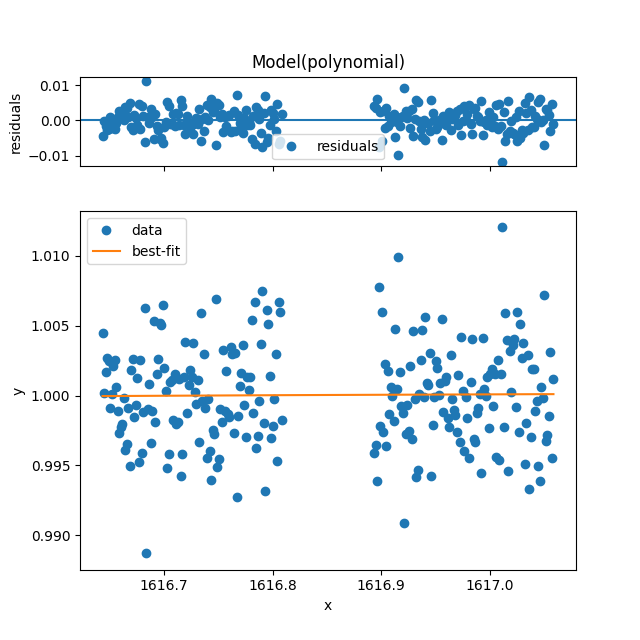 Model(polynomial)
residuals
0.01
0.00
−0.01
residuals
y
1.010
1.005
1.000
0.995
0.990
data
best-fit
1616.7
1616.8
1616.9
1617.0
x